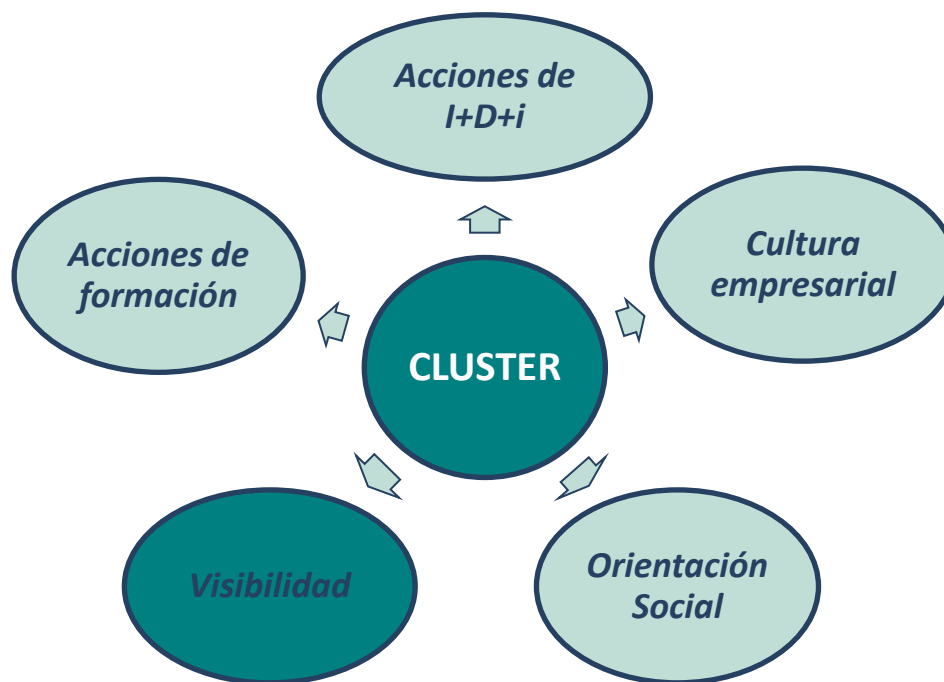 Acciones de
I+D+i
Acciones de
formación
Cultura
empresarial
CLUSTER
Visibilidad
Orientación
Social